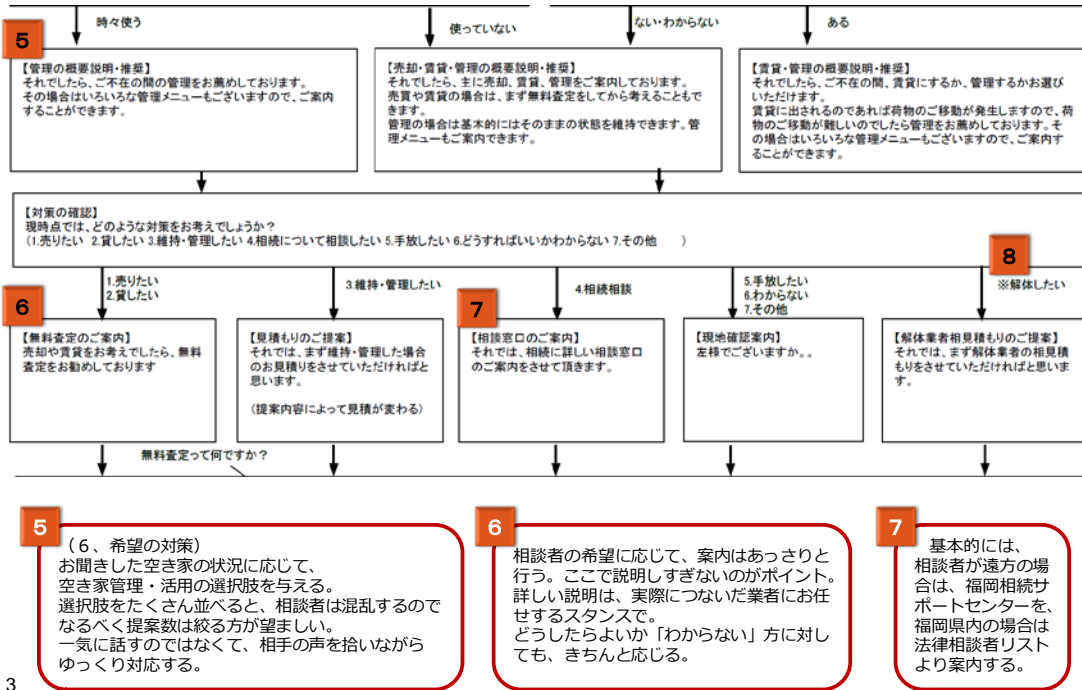 時々使う
使っていない
ない・わからない
ある
5
【管理の概要説明・推奨】
それでしたら、ご不在の間の管理をお薦めしております。
その場合はいろいろな管理メニューもございますので、ご案内
することができます。
【売却・賃貸・管理の概要説明・推奨】
それでしたら、主に売却、賃貸、管理をご案内しております。
売買や賃貸の場合は、まず無料査定をしてから考えることもで
きます。
管理の場合は基本的にはそのままの状態を維持できます。管
理メニューもご案内できます。
【賃貸・管理の概要説明・推奨】
それでしたら、ご不在の間、賃貸にするか、管理するかお選び
いただけます。
賃貸に出されるのであれば荷物のご移動が発生しますので、荷
物のご移動が難しいのでしたら管理をお薦めしております。そ
の場合はいろいろな管理メニューもございますので、ご案内す
ることができます。
【対策の確認】
現時点では、どのような対策をお考えでしょうか？
（1.売りたい 2.貸したい 3.維持・管理したい 4.相続について相談したい 5.手放したい 6.どうすればいいかわからない 7.その他　　）
1.売りたい
2.貸したい
3.維持・管理したい
4.相続相談
5.手放したい
6.わからない
7.その他
8
※解体したい
6
【無料査定のご案内】
売却や賃貸をお考えでしたら、無料
査定をお勧めしております
【見積もりのご提案】
それでは、まず維持・管理した場合
のお見積りをさせていただければと
思います。
（提案内容によって見積が変わる）
7
【相談窓口のご案内】
それでは、相続に詳しい相談窓口
のご案内をさせて頂きます。
【現地確認案内】
左様でございますか。。
【解体業者相見積もりのご提案】
それでは、まず解体業者の相見積
もりをさせていただければと思いま
す。
無料査定って何ですか？
5
（６、希望の対策）
お聞きした空き家の状況に応じて、
空き家管理・活用の選択肢を与える。
選択肢をたくさん並べると、相談者は混乱するので
なるべく提案数は絞る方が望ましい。
一気に話すのではなくて、相手の声を拾いながら
ゆっくり対応する。
6
相談者の希望に応じて、案内はあっさりと
行う。ここで説明しすぎないのがポイント。
詳しい説明は、実際につないだ業者にお任
せするスタンスで。
どうしたらよいか「わからない」方に対し
ても、きちんと応じる。
7
基本的には、
相談者が遠方の場
合は、福岡相続サ
ポートセンターを、
福岡県内の場合は
法律相談者リスト
より案内する。
3